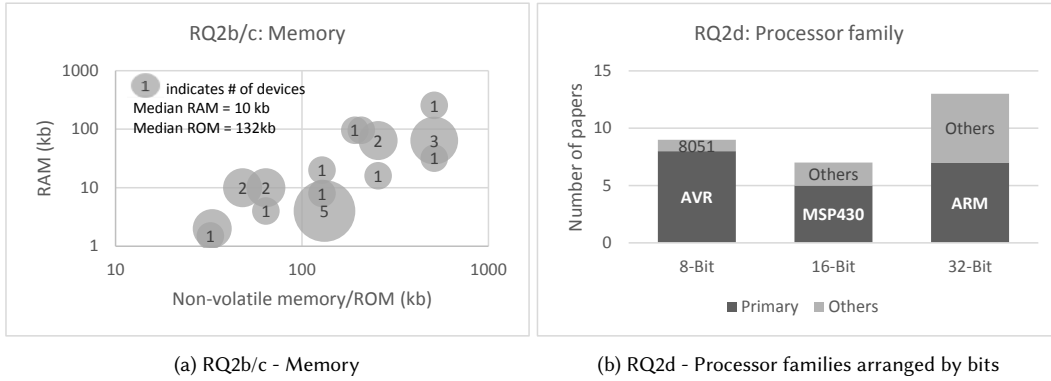 RQ2b/c: Memory
1000
100
10
1
RAM (kb)
1 indicates # of devices
Median RAM = 10 kb
Median ROM = 132kb
1
1
2
3
1
1
1
2
2
1
1
5
1
10
100
1000
Non-volatile memory/ROM (kb)
(a) RQ2b/c - Memory
RQ2d: Processor family
15
10
5
0
Number of papers
8051
AVR
Others
MSP430
Others
ARM
8-Bit
16-Bit
32-Bit
Primary
Others
(b) RQ2d - Processor families arranged by bits